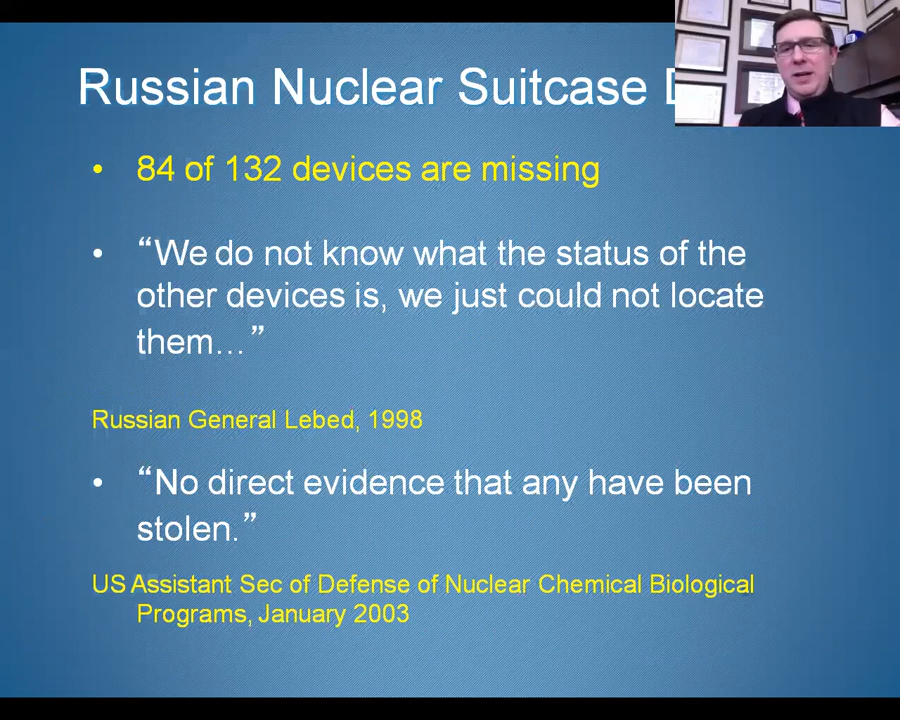 Russian Nuclear Suitcase
• 84 of 132 devices are missing
• “We do not know what the status of the
other devices is, we just could not locate
them…”
Russian General Lebed, 1998
• “No direct evidence that any have been
stolen.”
US Assistant Sec of Defense of Nuclear Chemical Biological
Programs, January 2003